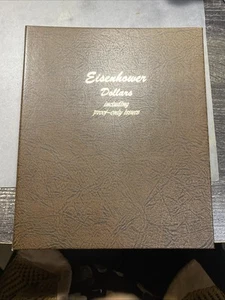 Eisenhower
Dollars
including
proof-only issues